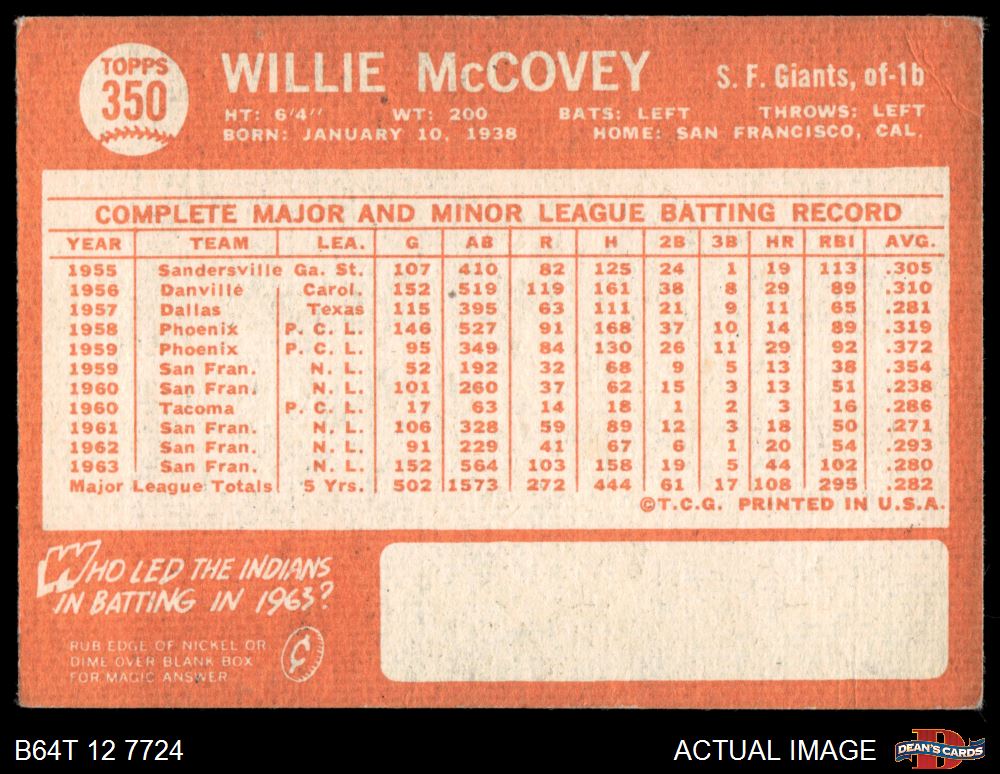 TOPPS
350
WILLIE McCOVEY S. F. Giants, of-1b
HT: 6'4'' WT: 200 BATS: LEFT THROWS: LEFT
BORN: JANUARY 10, 1938 HOME: SAN FRANCISCO, CAL.
COMPLETE MAJOR AND MINOR LEAGUE BATTING RECORD
YEAR TEAM LEA. G AB R H 2B 3B HR RBI AVG.
1955 Sandersville Ga. St. 107 410 82 125 24 1 19 113 .305
1956 Danville Carol. 152 519 119 161 38 8 29 89 .310
1957 Dallas Texas 115 395 63 111 21 9 11 65 .281
1958 Phoenix P. C. L. 146 527 91 168 37 10 14 89 .319
1959 Phoenix P. C. L. 95 349 84 130 26 11 29 92 .372
1959 San Fran. N. L. 52 192 32 68 9 5 13 38 .354
1960 San Fran. N. L. 101 260 37 62 15 3 13 51 .238
1960 Tacoma P. C. L. 17 63 14 18 1 2 3 16 .286
1961 San Fran. N. L. 106 328 59 89 12 3 18 50 .271
1962 San Fran. N. L. 91 229 41 67 6 1 20 54 .293
1963 San Fran. N. L. 152 564 103 158 19 5 44 102 .280
Major League Totals 5 Yrs. 502 1573 272 444 61 17 108 295 .282
©T.C.G. PRINTED IN U.S.A.
WHO LED THE INDIANS
IN BATTING IN 1963?
RUB EDGE OF NICKEL OR
DIME OVER BLANK BOX
FOR MAGIC ANSWER
B64T 12 7724 ACTUAL IMAGE DEAN'S CARDS